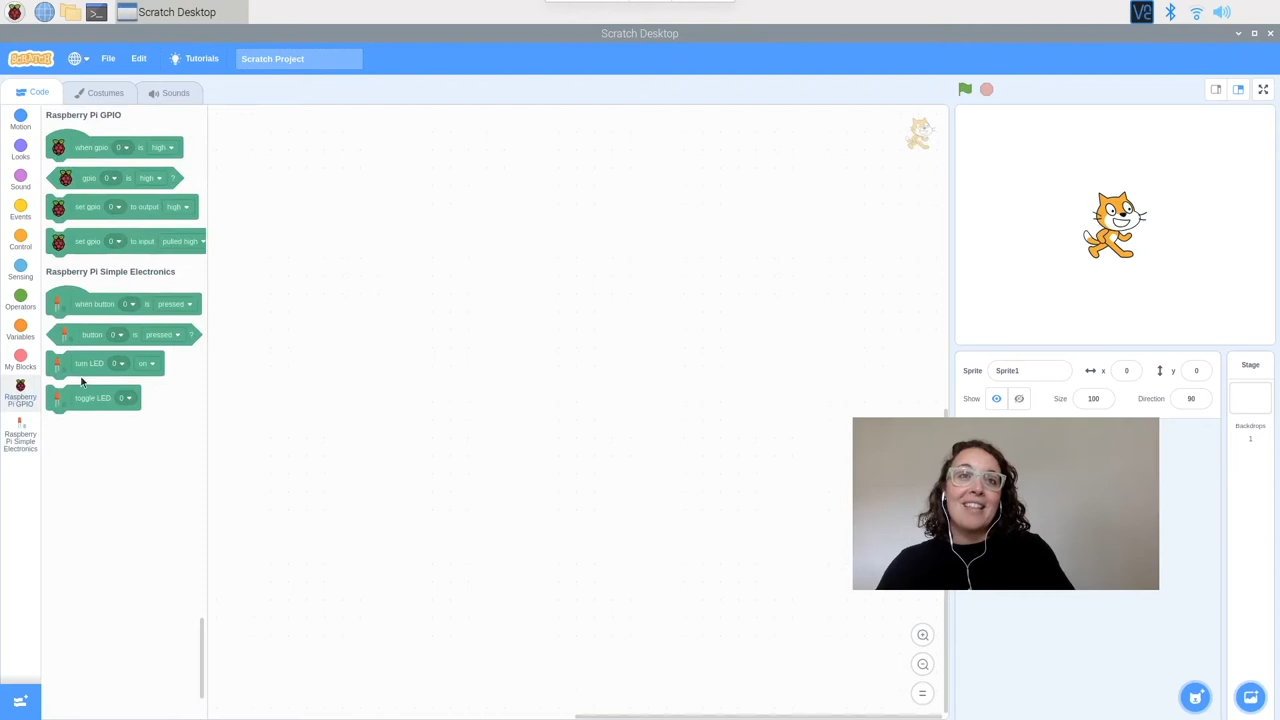 Scratch Desktop
Scratch Desktop
SCRATCH
File
Edit
Tutorials
Scratch Project
Code
Costumes
Sounds
Motion
Looks
Sound
Events
Control
Sensing
Operators
Variables
My Blocks
Raspberry
Pi GPIO
Raspberry
Pi Simple
Electronics
Raspberry Pi GPIO
when gpio 0 is high
gpio 0 is high ?
set gpio 0 to output high
set gpio 0 to input pulled high
Raspberry Pi Simple Electronics
when button 0 is pressed
button 0 is pressed ?
turn LED 0 on
toggle LED 0
Sprite Sprite1 x 0 y 0
Show Size 100 Direction 90
Stage
Backdrops
1